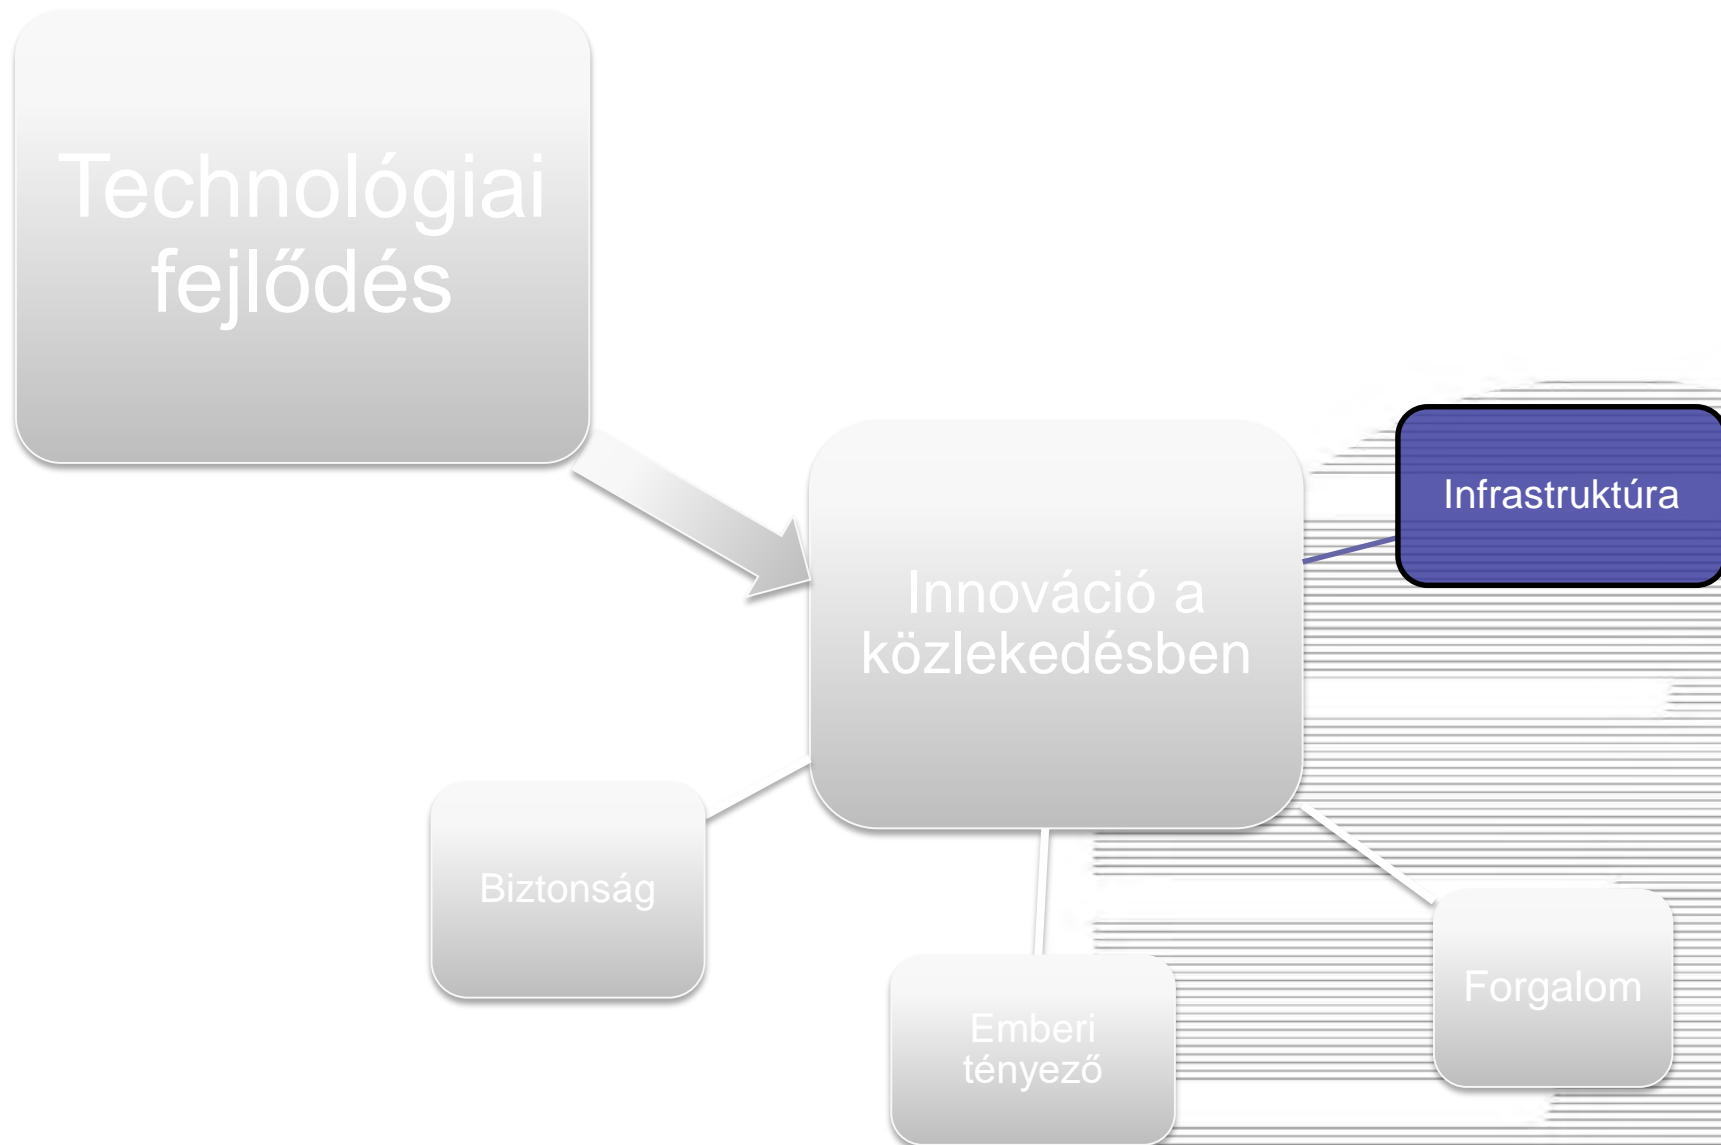 Technológiai
fejlődés
Infrastruktúra
Innováció a
közlekedésben
Biztonság
Forgalom
Emberi
tényező